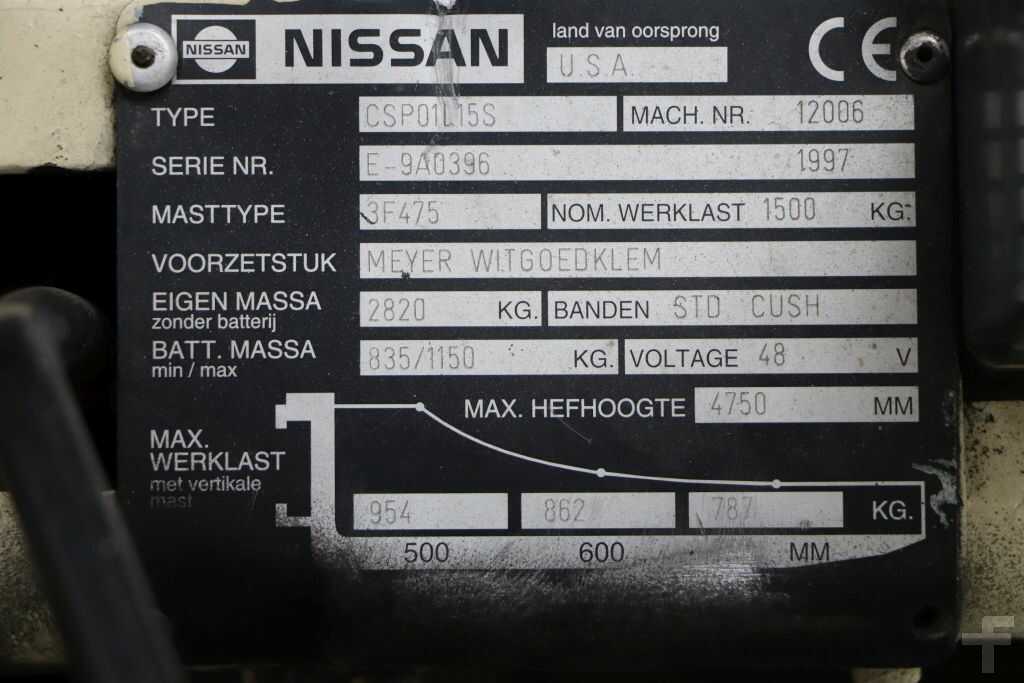 NISSAN NISSAN land van oorsprong CE
U.S.A.
TYPE CSP01L15S MACH. NR. 12006
SERIE NR. E-9A0396 1997
MASTTYPE 3F475 NOM. WERKLAST 1500 KG.
VOORZETSTUK MEYER WITGOEDKLEM
EIGEN MASSA 2820 KG. BANDEN STD CUSH
zonder batterij
BATT. MASSA 835/1150 KG. VOLTAGE 48 V
min / max
MAX. HEFHOOGTE 4750 MM
MAX.
WERKLAST
met vertikale
mast 954 862 787 KG.
500 600 MM